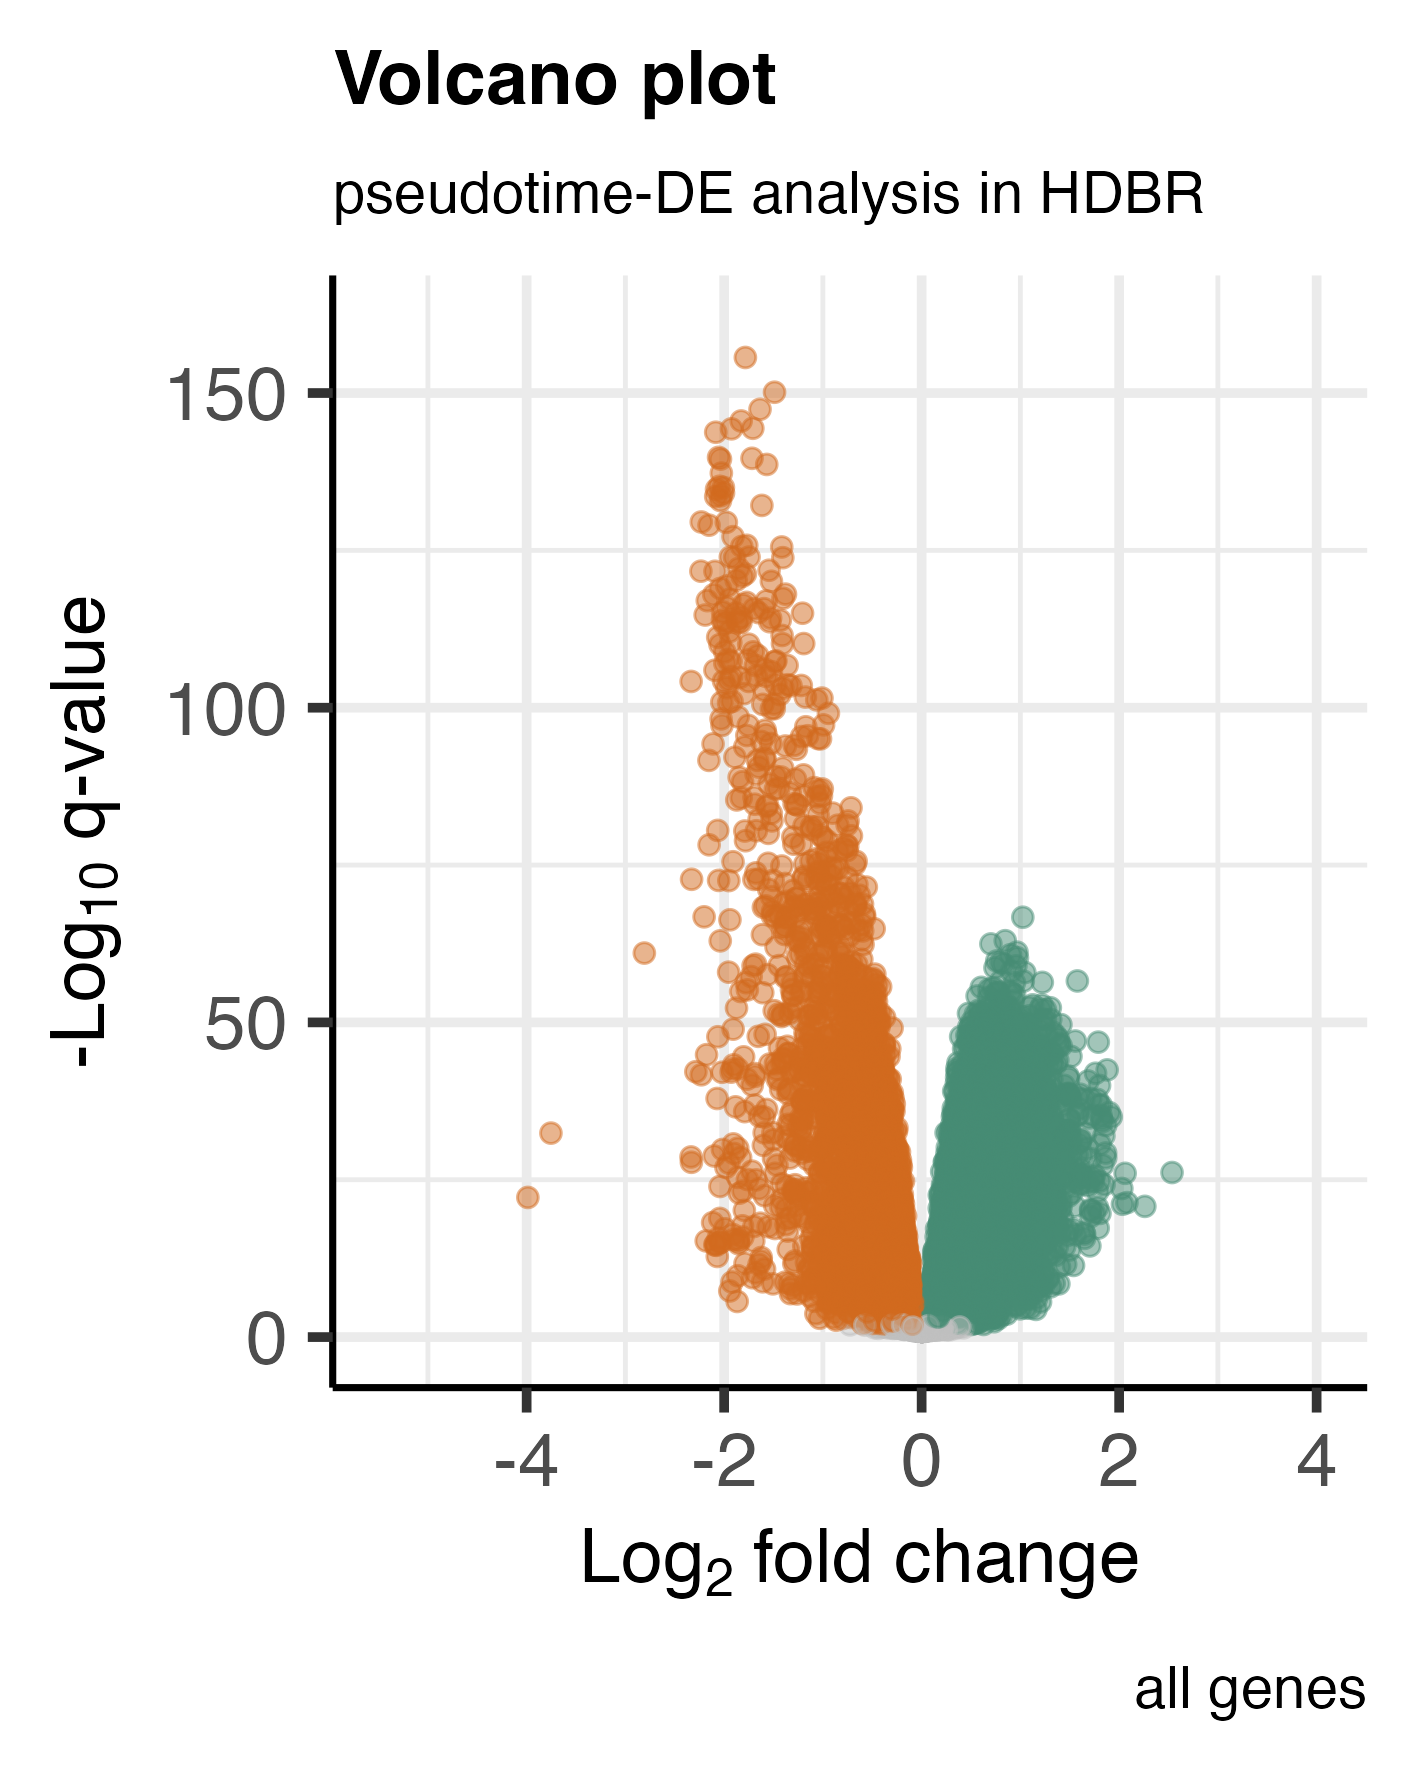 Volcano plot
pseudotime-DE analysis in HDBR
-Log₁₀ q-value
150
100
50
0
-4 -2 0 2 4
Log₂ fold change
all genes